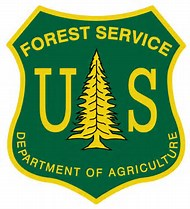 FOREST SERVICE
U S
DEPARTMENT OF AGRICULTURE